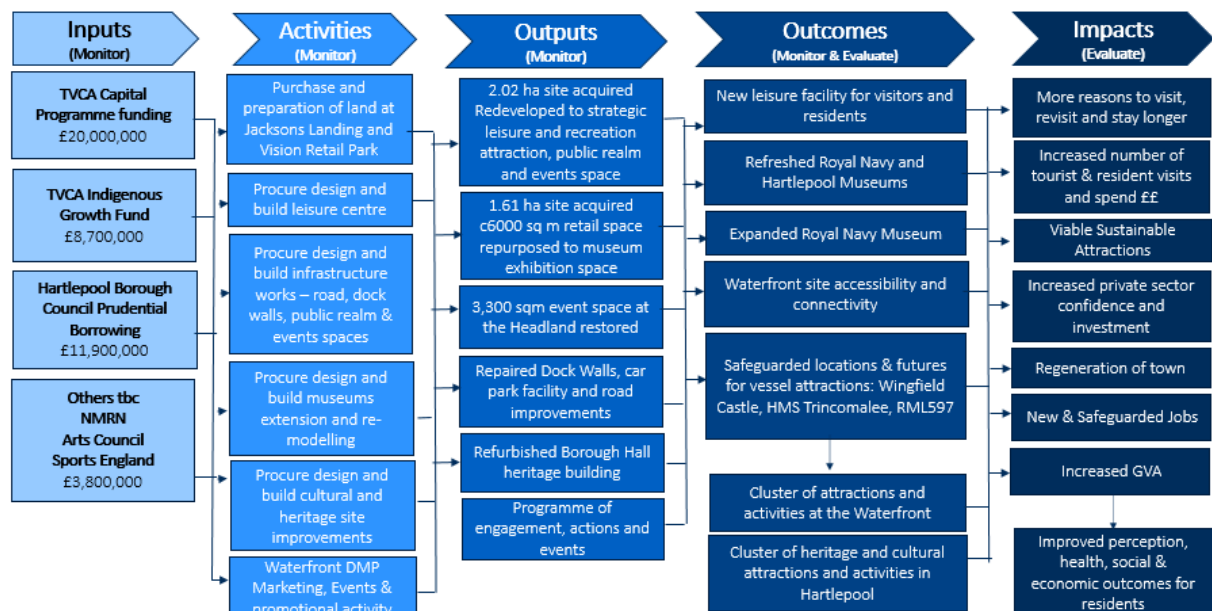 Inputs
(Monitor)
TVCA Capital
Programme funding
£20,000,000
TVCA Indigenous
Growth Fund
£8,700,000
Hartlepool Borough
Council Prudential
Borrowing
£11,900,000
Others tbc
NMRN
Arts Council
Sports England
£3,800,000
Activities
(Monitor)
Purchase and
preparation of land at
Jacksons Landing and
Vision Retail Park
Procure design and
build leisure centre
Procure design and
build infrastructure
works – road, dock
walls, public realm &
events spaces
Procure design and
build museums
extension and re-
modelling
Procure design and
build cultural and
heritage site
improvements
Waterfront DMP
Marketing, Events &
promotional activity
Outputs
(Monitor)
2.02 ha site acquired
Redeveloped to strategic
leisure and recreation
attraction, public realm
and events space
1.61 ha site acquired
c6000 sq m retail space
repurposed to museum
exhibition space
3,300 sqm event space at
the Headland restored
Repaired Dock Walls, car
park facility and road
improvements
Refurbished Borough Hall
heritage building
Programme of
engagement, actions and
events
Outcomes
(Monitor & Evaluate)
New leisure facility for visitors and
residents
Refreshed Royal Navy and
Hartlepool Museums
Expanded Royal Navy Museum
Waterfront site accessibility and
connectivity
Safeguarded locations & futures
for vessel attractions: Wingfield
Castle, HMS Trincomalee, RML597
Cluster of attractions and
activities at the Waterfront
Cluster of heritage and cultural
attractions and activities in
Hartlepool
Impacts
(Evaluate)
More reasons to visit,
revisit and stay longer
Increased number of
tourist & resident visits
and spend ££
Viable Sustainable
Attractions
Increased private sector
confidence and
investment
Regeneration of town
New & Safeguarded Jobs
Increased GVA
Improved perception,
health, social &
economic outcomes for
residents